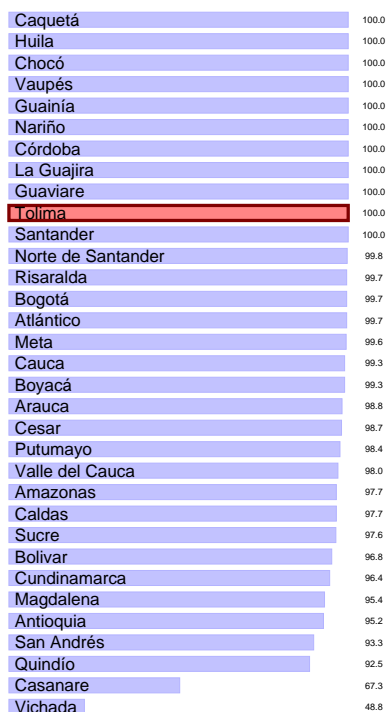 Caquetá 100.0
Huila 100.0
Chocó 100.0
Vaupés 100.0
Guainía 100.0
Nariño 100.0
Córdoba 100.0
La Guajira 100.0
Guaviare 100.0
Tolima 100.0
Santander 100.0
Norte de Santander 99.8
Risaralda 99.7
Bogotá 99.7
Atlántico 99.7
Meta 99.6
Cauca 99.3
Boyacá 99.3
Arauca 98.8
Cesar 98.7
Putumayo 98.4
Valle del Cauca 98.0
Amazonas 97.7
Caldas 97.7
Sucre 97.6
Bolivar 96.8
Cundinamarca 96.4
Magdalena 95.4
Antioquia 95.2
San Andrés 93.3
Quindío 92.5
Casanare 67.3
Vichada 48.8